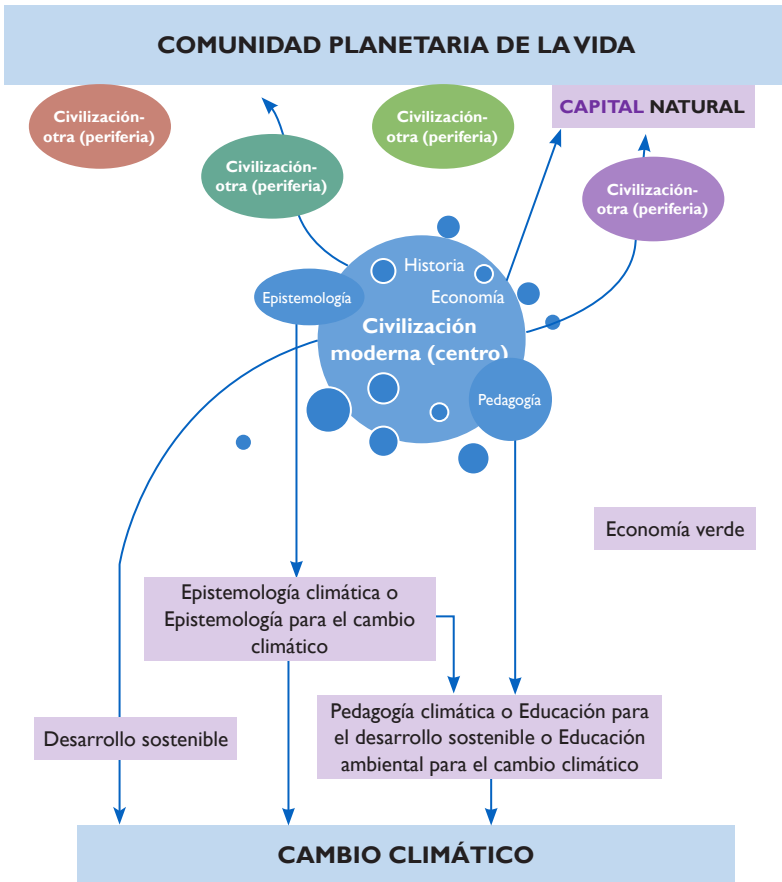 COMUNIDAD PLANETARIA DE LA VIDA
Civilización-
otra (periferia)
Civilización-
otra (periferia)
CAPITAL NATURAL
Civilización-
otra (periferia)
Civilización-
otra (periferia)
Historia
Epistemología
Economía
Civilización
moderna (centro)
Pedagogía
Economía verde
Epistemología climática o
Epistemología para el cambio
climático
Desarrollo sostenible
Pedagogía climática o Educación para
el desarrollo sostenible o Educación
ambiental para el cambio climático
CAMBIO CLIMÁTICO